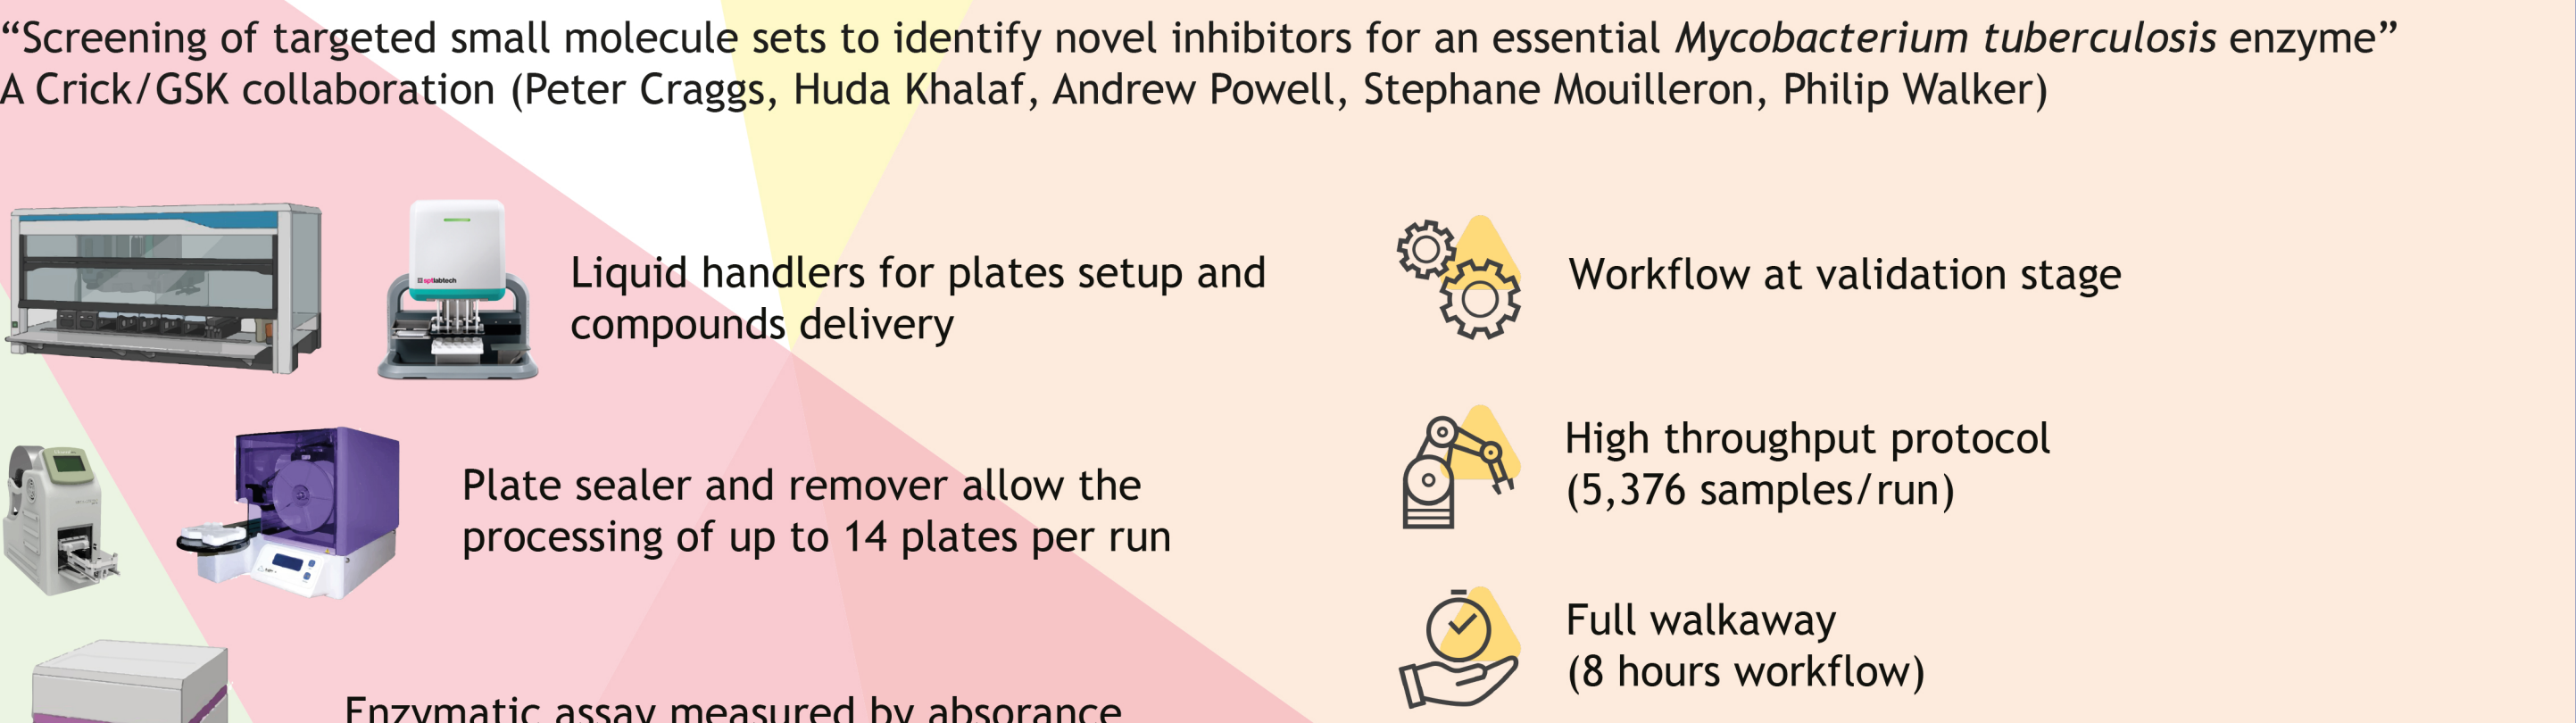 “Screening of targeted small molecule sets to identify novel inhibitors for an essential Mycobacterium tuberculosis enzyme”
A Crick/GSK collaboration (Peter Craggs, Huda Khalaf, Andrew Powell, Stephane Mouilleron, Philip Walker)
sptlabtech
Liquid handlers for plates setup and
compounds delivery
Workflow at validation stage
Plate sealer and remover allow the
processing of up to 14 plates per run
High throughput protocol
(5,376 samples/run)
Full walkaway
(8 hours workflow)
Enzymatic assay measured by absorance